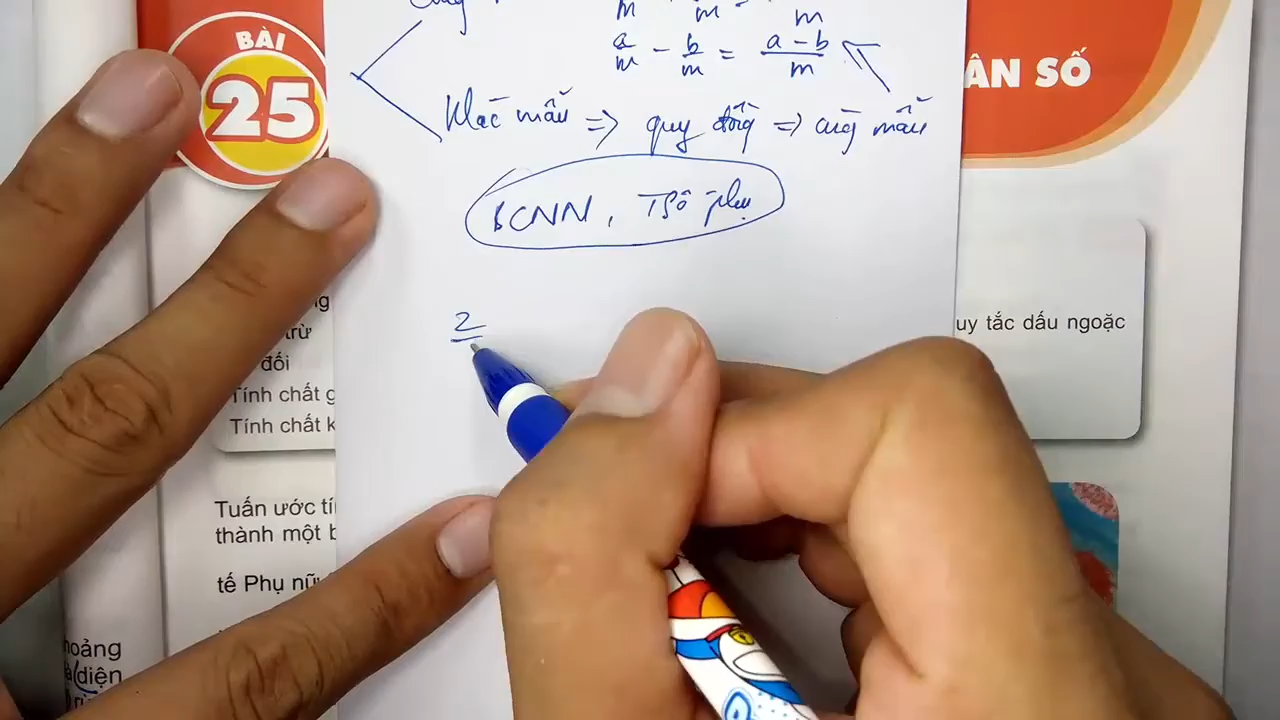 BÀI
25
ÂN SỐ
m m m
a/m - b/m = a-b/m
Khác mẫu => quy đồng => cùng mẫu
BCNN, TSố phụ
2
trừ
đối
Tính chất
Tính chất
uy tắc dấu ngoặc
Tuấn ước
thành một
tế Phụ nữ
hoảng
diện